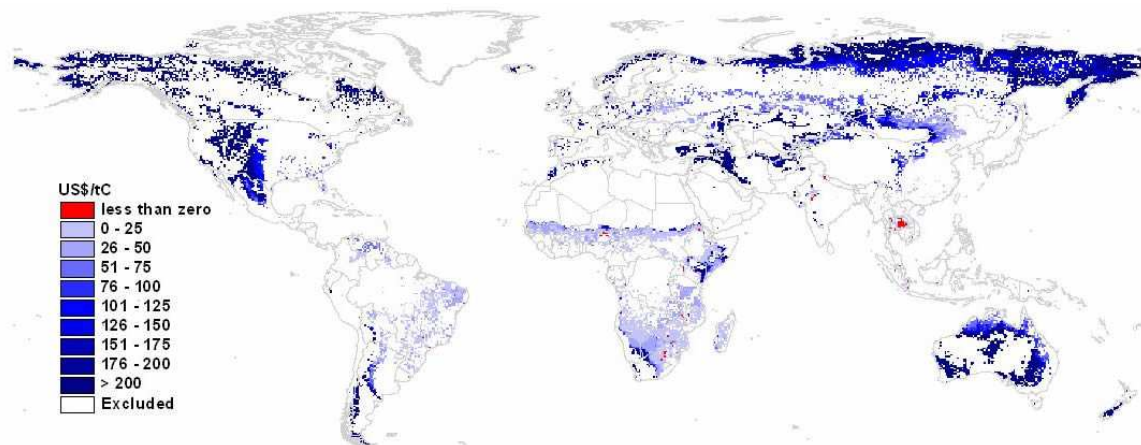 US$/tC
less than zero
0 - 25
26 - 50
51 - 75
76 - 100
101 - 125
126 - 150
151 - 175
176 - 200
> 200
Excluded